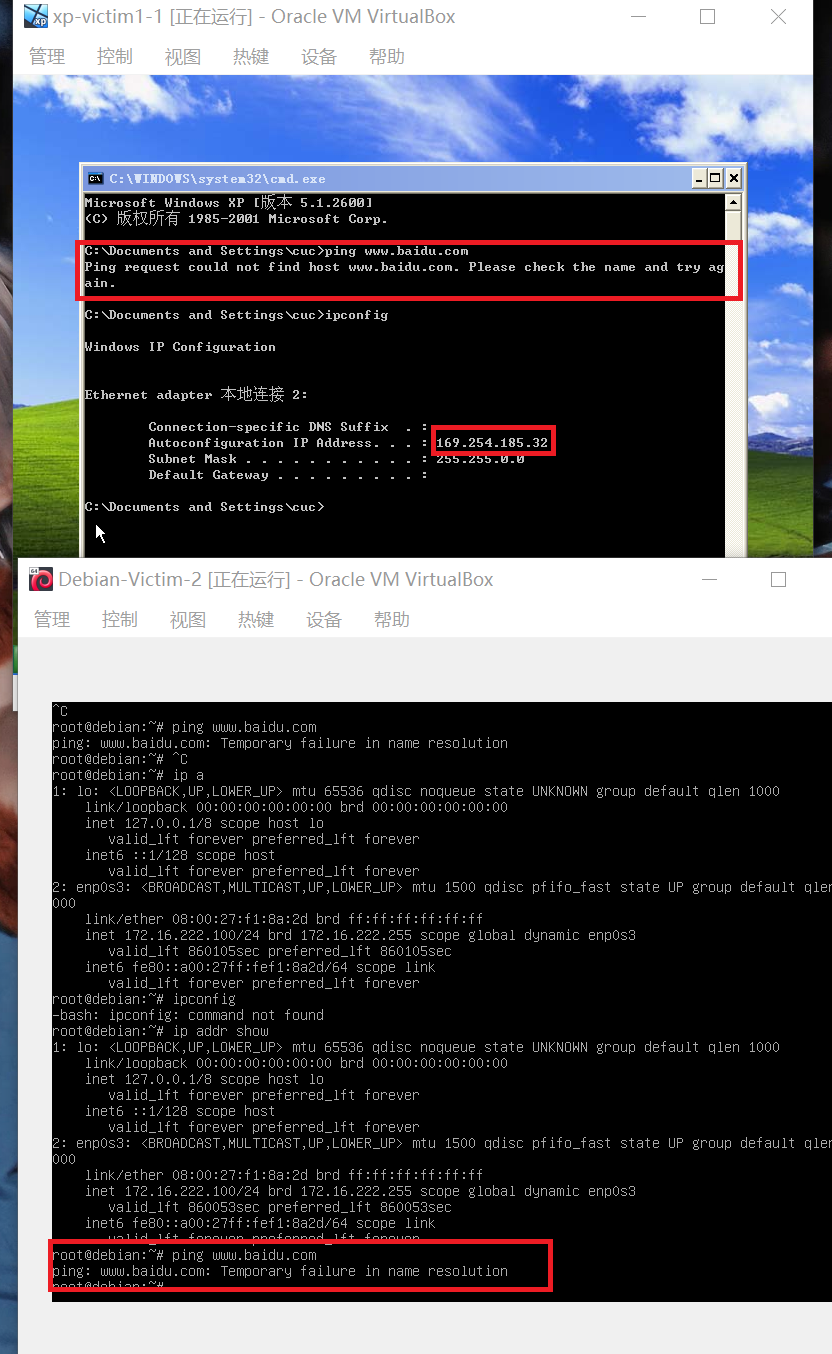 xp-victim1-1 [正在运行] - Oracle VM VirtualBox
管理 控制 视图 热键 设备 帮助
C:\WINDOWS\system32\cmd.exe
Microsoft Windows XP [版本 5.1.2600]
(C) 版权所有 1985-2001 Microsoft Corp.
C:\Documents and Settings\cuc>ping www.baidu.com
Ping request could not find host www.baidu.com. Please check the name and try ag
ain.
C:\Documents and Settings\cuc>ipconfig
Windows IP Configuration
Ethernet adapter 本地连接 2:
Connection-specific DNS Suffix  . :
Autoconfiguration IP Address. . . : 169.254.185.32
Subnet Mask . . . . . . . . . . . : 255.255.0.0
Default Gateway . . . . . . . . . :
C:\Documents and Settings\cuc>
Debian-Victim-2 [正在运行] - Oracle VM VirtualBox
管理 控制 视图 热键 设备 帮助
^C
root@debian:~# ping www.baidu.com
ping: www.baidu.com: Temporary failure in name resolution
root@debian:~# ^C
root@debian:~# ip a
1: lo: <LOOPBACK,UP,LOWER_UP> mtu 65536 qdisc noqueue state UNKNOWN group default qlen 1000
link/loopback 00:00:00:00:00:00 brd 00:00:00:00:00:00
inet 127.0.0.1/8 scope host lo
valid_lft forever preferred_lft forever
inet6 ::1/128 scope host
valid_lft forever preferred_lft forever
2: enp0s3: <BROADCAST,MULTICAST,UP,LOWER_UP> mtu 1500 qdisc pfifo_fast state UP group default qlen
000
link/ether 08:00:27:f1:8a:2d brd ff:ff:ff:ff:ff:ff
inet 172.16.222.100/24 brd 172.16.222.255 scope global dynamic enp0s3
valid_lft 860105sec preferred_lft 860105sec
inet6 fe80::a00:27ff:fef1:8a2d/64 scope link
valid_lft forever preferred_lft forever
root@debian:~# ipconfig
-bash: ipconfig: command not found
root@debian:~# ip addr show
1: lo: <LOOPBACK,UP,LOWER_UP> mtu 65536 qdisc noqueue state UNKNOWN group default qlen 1000
link/loopback 00:00:00:00:00:00 brd 00:00:00:00:00:00
inet 127.0.0.1/8 scope host lo
valid_lft forever preferred_lft forever
inet6 ::1/128 scope host
valid_lft forever preferred_lft forever
2: enp0s3: <BROADCAST,MULTICAST,UP,LOWER_UP> mtu 1500 qdisc pfifo_fast state UP group default qlen
000
link/ether 08:00:27:f1:8a:2d brd ff:ff:ff:ff:ff:ff
inet 172.16.222.100/24 brd 172.16.222.255 scope global dynamic enp0s3
valid_lft 860053sec preferred_lft 860053sec
inet6 fe80::a00:27ff:fef1:8a2d/64 scope link
valid_lft forever preferred_lft forever
root@debian:~# ping www.baidu.com
ping: www.baidu.com: Temporary failure in name resolution
root@debian:~#